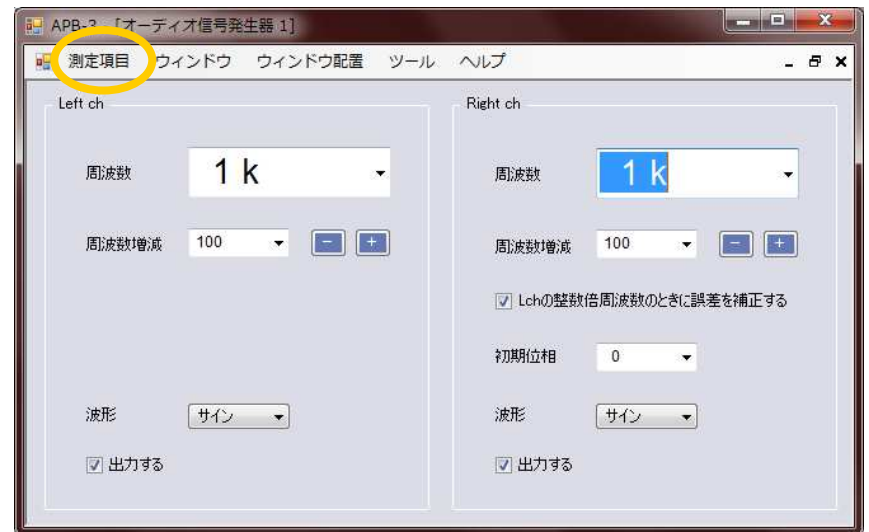 APB-3 - [オーディオ信号発生器 1]
測定項目 ウィンドウ ウィンドウ配置 ツール ヘルプ
Left ch
周波数 1 k
周波数増減 100 - +
波形 サイン
出力する
Right ch
周波数 1 k
周波数増減 100 - +
Lchの整数倍周波数のときに誤差を補正する
初期位相 0
波形 サイン
出力する